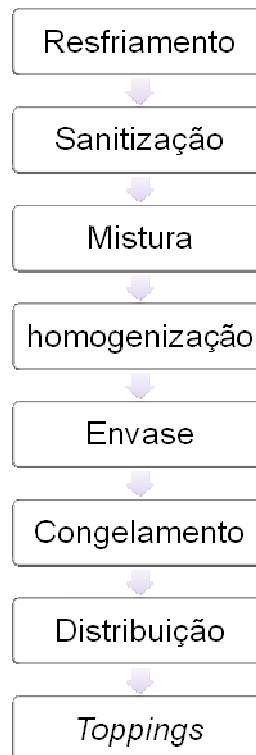 Resfriamento
Sanitização
Mistura
homogenização
Envase
Congelamento
Distribuição
Toppings